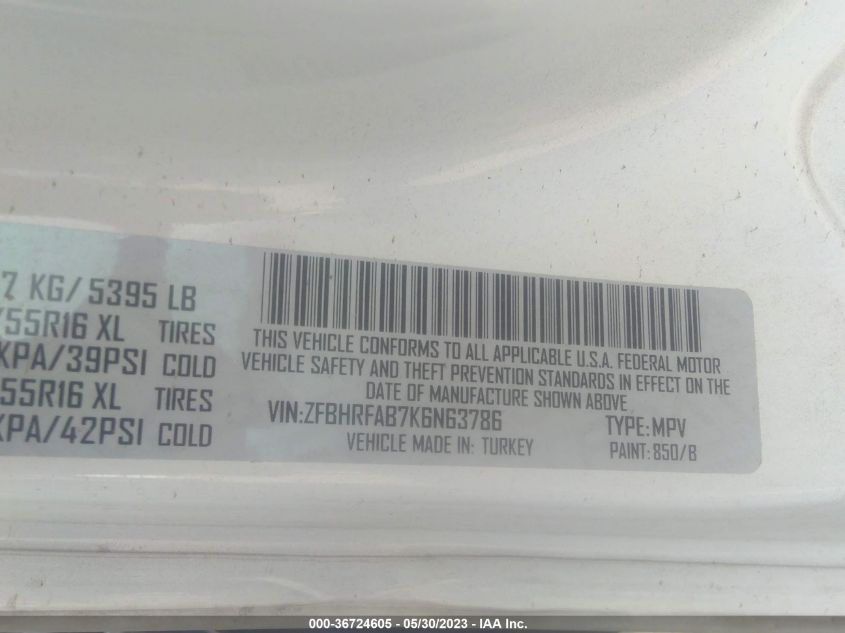 7 KG/ 5395 LB
/55R16 XL TIRES
KPA/39PSI COLD
55R16 XL TIRES
KPA/42PSI COLD
THIS VEHICLE CONFORMS TO ALL APPLICABLE U.S.A. FEDERAL MOTOR
VEHICLE SAFETY AND THEFT PREVENTION STANDARDS IN EFFECT ON THE
DATE OF MANUFACTURE SHOWN ABOVE
VIN:ZFBHRFAB7K6N63786 TYPE:MPV
VEHICLE MADE IN: TURKEY PAINT: 850/B
000-36724605 - 05/30/2023 - IAA Inc.